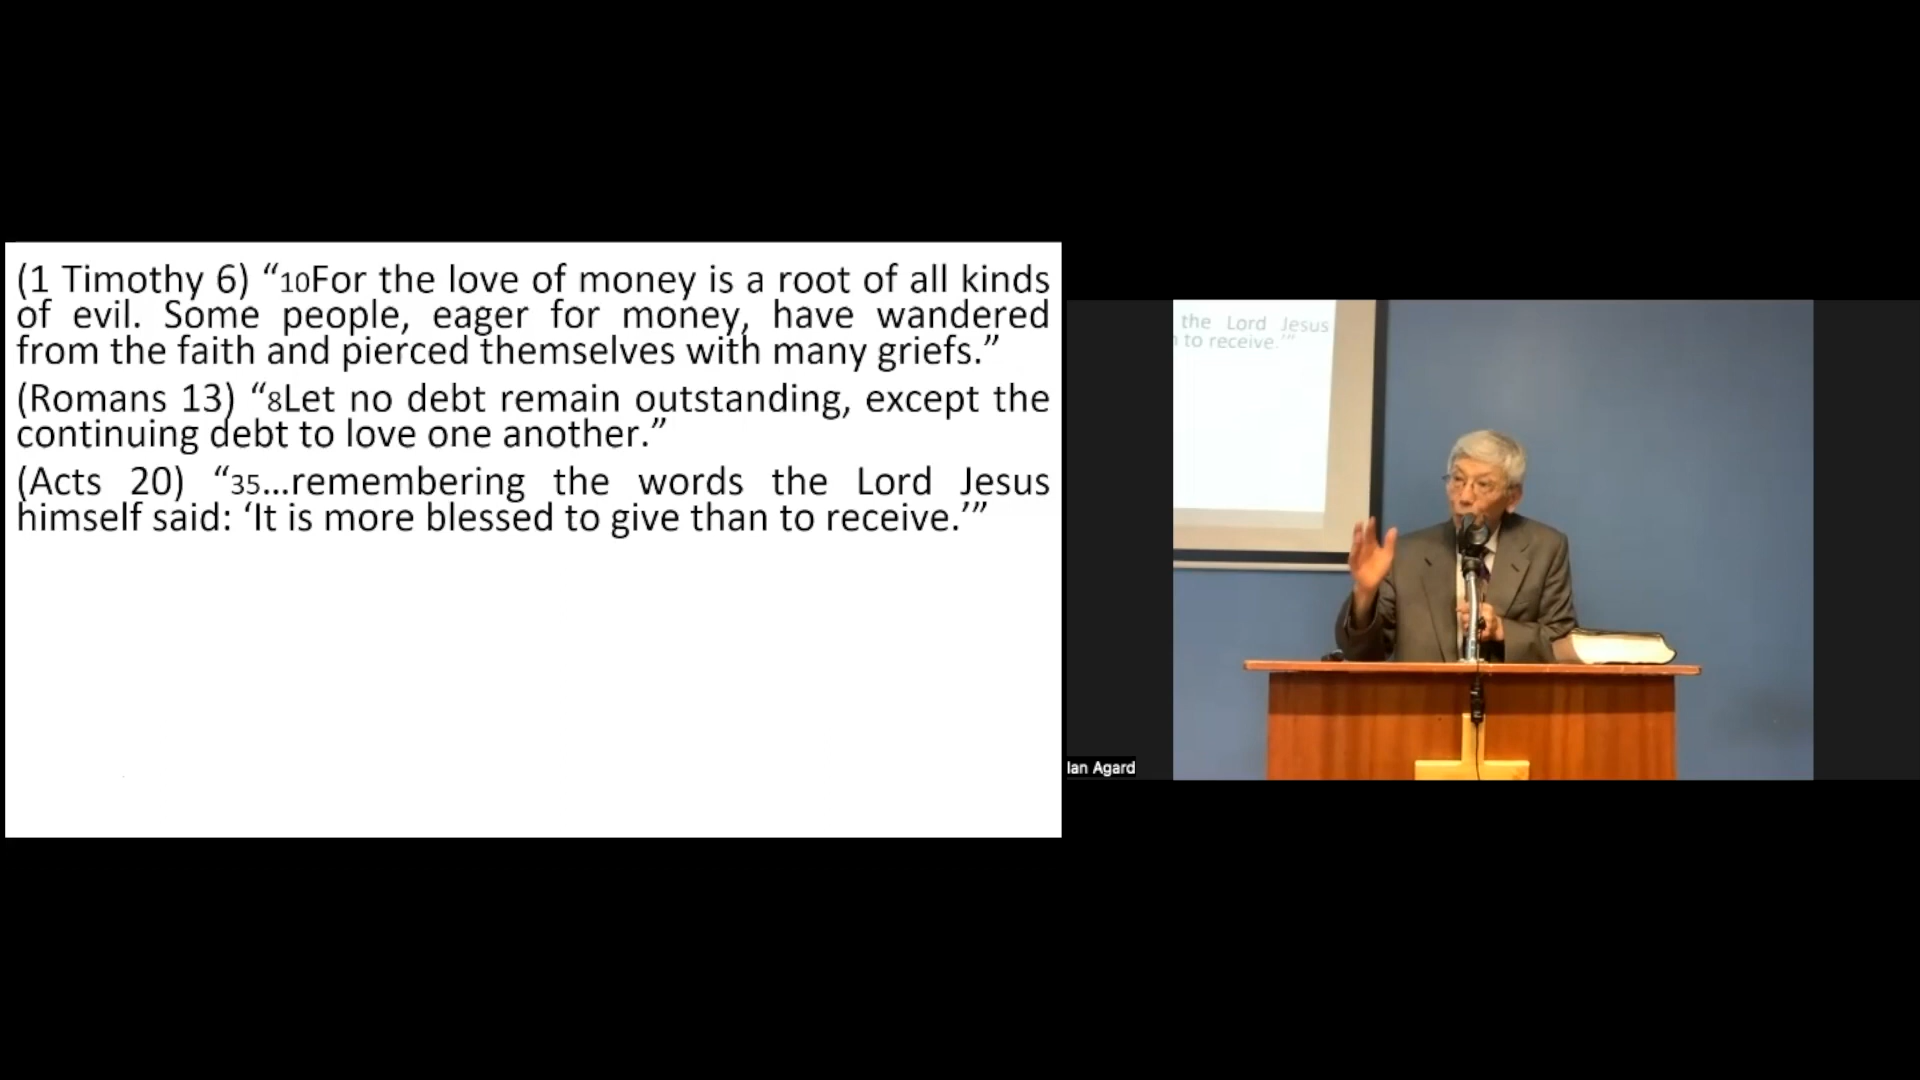 (1 Timothy 6) “10For the love of money is a root of all kinds
of evil. Some people, eager for money, have wandered
from the faith and pierced themselves with many griefs.”
(Romans 13) “8Let no debt remain outstanding, except the
continuing debt to love one another.”
(Acts 20) “35...remembering the words the Lord Jesus
himself said: ‘It is more blessed to give than to receive.’”
the Lord Jesus
to receive.’”
Ian Agard